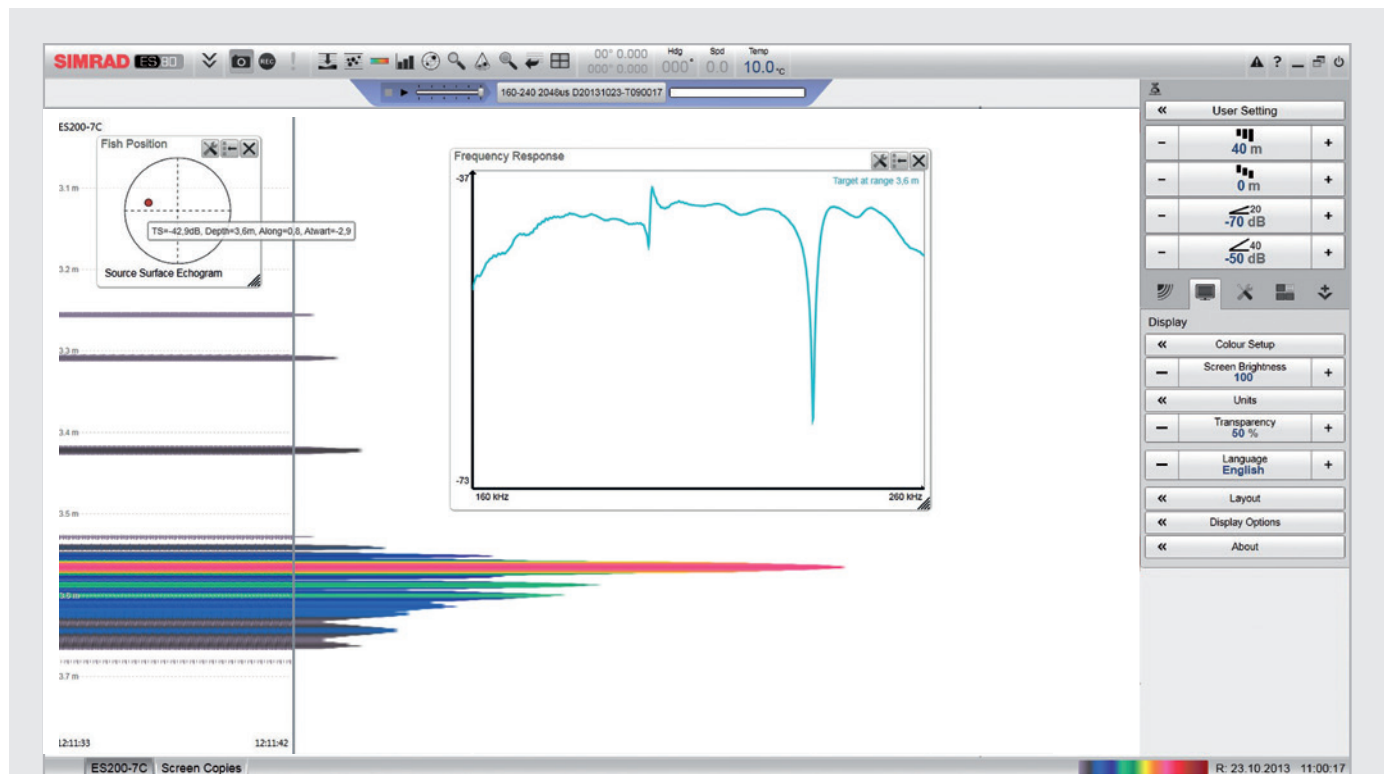 SIMRAD ES80
REC
00° 0.000
000° 0.000
Hdg
000°
Spd
0.0
Temp
10.0 °C
?
160-240 2048us D20131023-T090017
ES200-7C
Fish Position
TS=-42,9dB, Depth=3,6m, Along=0,8, Atwart=-2,9
Source Surface Echogram
3.1 m
3.2 m
3.3 m
3.4 m
3.5 m
3.6 m
3.7 m
12:11:33
12:11:42
Frequency Response
-37
Target at range 3,6 m
-73
160 kHz
260 kHz
User Setting
- 40 m +
- 0 m +
- 20 -70 dB +
- 40 -50 dB +
Display
Colour Setup
Screen Brightness
100
Units
Transparency
50 %
Language
English
Layout
Display Options
About
ES200-7C
Screen Copies
R: 23.10.2013 11:00:17